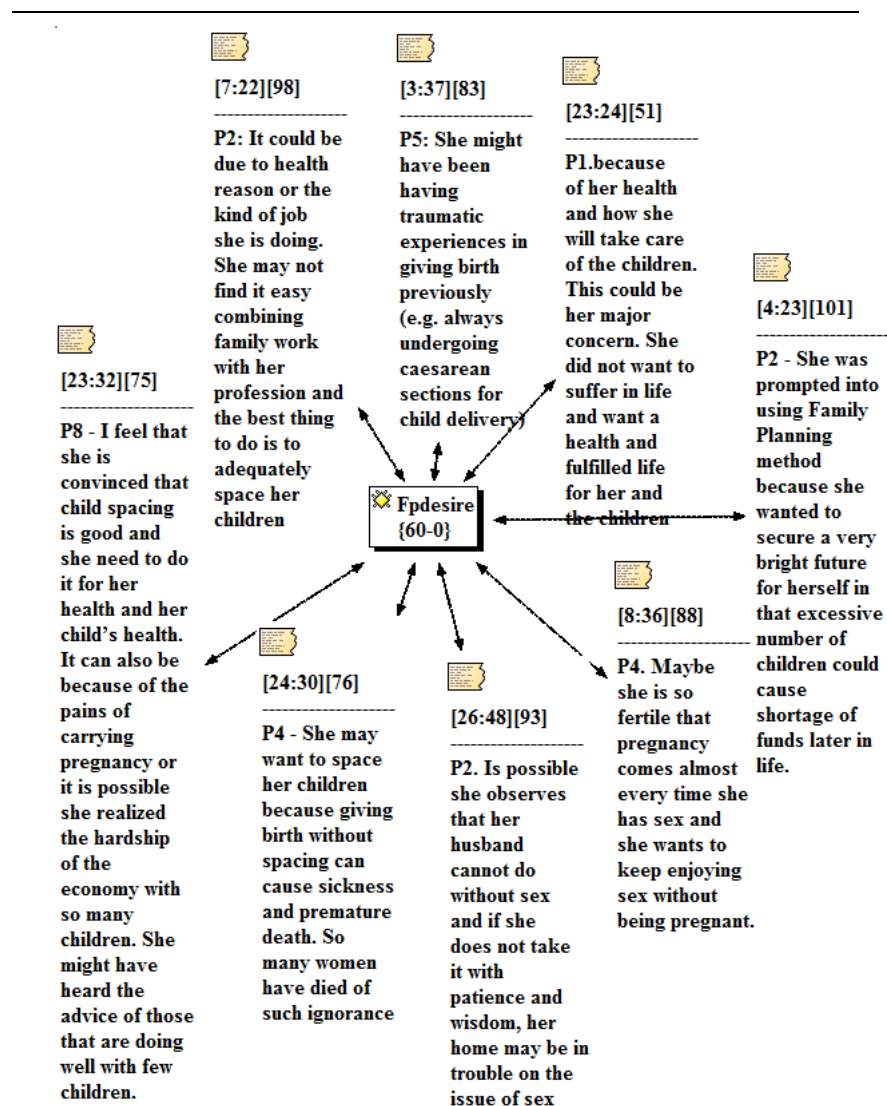 [7:22][98]
--------------------
P2: It could be
due to health
reason or the
kind of job
she is doing.
She may not
find it easy
combining
family work
with her
profession and
the best thing
to do is to
adequately
space her
children
[3:37][83]
--------------------
P5: She might
have been
having
traumatic
experiences in
giving birth
previously
(e.g. always
undergoing
caesarean
sections for
child delivery)
[23:24][51]
--------------------
P1.because
of her health
and how she
will take care
of the children.
This could be
her major
concern. She
did not want to
suffer in life
and want a
health and
fulfilled life
for her and
the children
[4:23][101]
--------------------
P2 - She was
prompted into
using Family
Planning
method
because she
wanted to
secure a very
bright future
for herself in
that excessive
number of
children could
cause
shortage of
funds later in
life.
[23:32][75]
--------------------
P8 - I feel that
she is
convinced that
child spacing
is good and
she need to do
it for her
health and her
child's health.
It can also be
because of the
pains of
carrying
pregnancy or
it is possible
she realized
the hardship
of the
economy with
so many
children. She
might have
heard the
advice of those
that are doing
well with few
children.
Fpdesire
{60-0}
[24:30][76]
--------------------
P4 - She may
want to space
her children
because giving
birth without
spacing can
cause sickness
and premature
death. So
many women
have died of
such ignorance
[26:48][93]
--------------------
P2. Is possible
she observes
that her
husband
cannot do
without sex
and if she
does not take
it with
patience and
wisdom, her
home may be in
trouble on the
issue of sex
[8:36][88]
--------------------
P4. Maybe
she is so
fertile that
pregnancy
comes almost
every time she
has sex and
she wants to
keep enjoying
sex without
being pregnant.